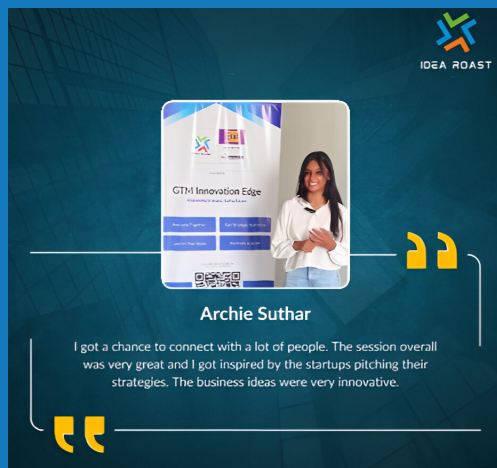 IDEA ROAST
GTM Innovation Edge
Archie Suthar
I got a chance to connect with a lot of people. The session overall
was very great and I got inspired by the startups pitching their
strategies. The business ideas were very innovative.